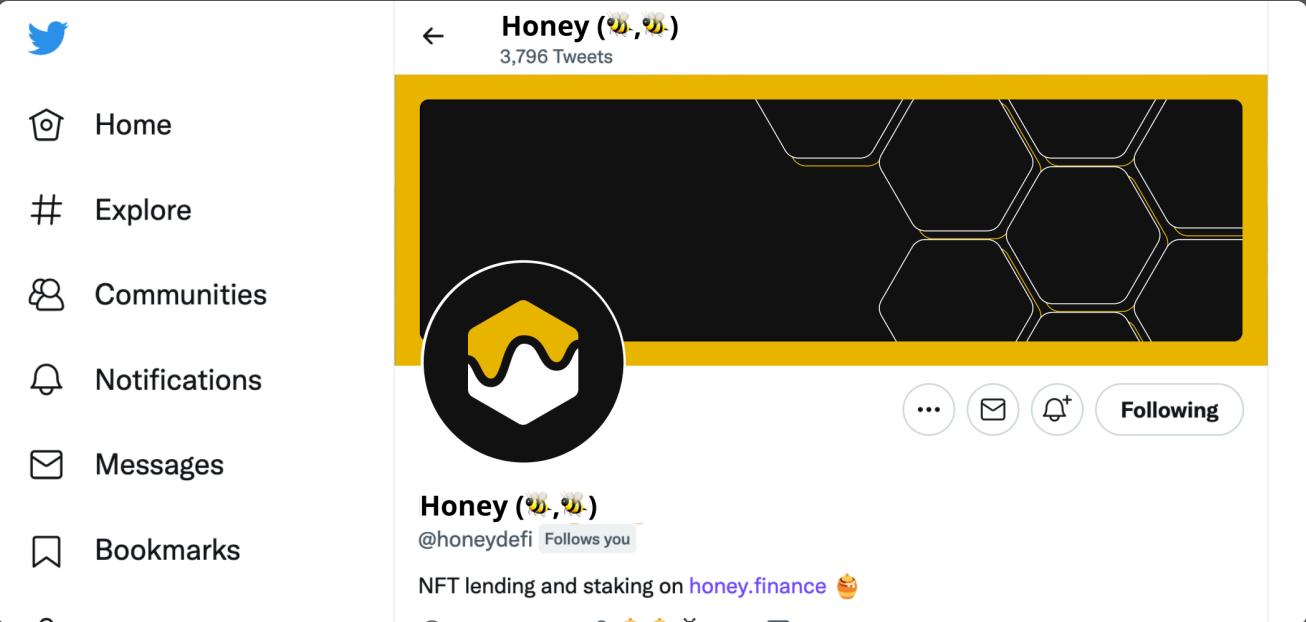 Honey (🐝,🐝)
3,796 Tweets
Home
Explore
Communities
Notifications
Messages
Bookmarks
Following
Honey (🐝,🐝)
@honeydefi Follows you
NFT lending and staking on honey.finance 🍯